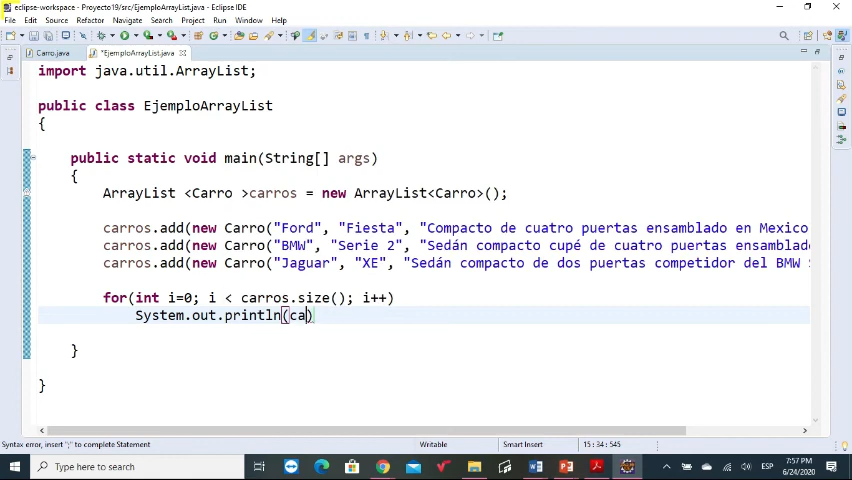 eclipse-workspace - Proyecto19/src/EjemploArrayList.java - Eclipse IDE
File Edit Source Refactor Navigate Search Project Run Window Help
Carro.java *EjemploArrayList.java
import java.util.ArrayList;
public class EjemploArrayList
{
public static void main(String[] args)
{
ArrayList <Carro >carros = new ArrayList<Carro>();
carros.add(new Carro("Ford", "Fiesta", "Compacto de cuatro puertas ensamblado en Mexico
carros.add(new Carro("BMW", "Serie 2", "Sedán compacto cupé de cuatro puertas ensamblado
carros.add(new Carro("Jaguar", "XE", "Sedán compacto de dos puertas competidor del BMW S
for(int i=0; i < carros.size(); i++)
System.out.println(ca)
}
}
Syntax error, insert ";" to complete Statement Writable Smart Insert 15 : 34 : 545
Type here to search ESP 7:57 PM
6/24/2020